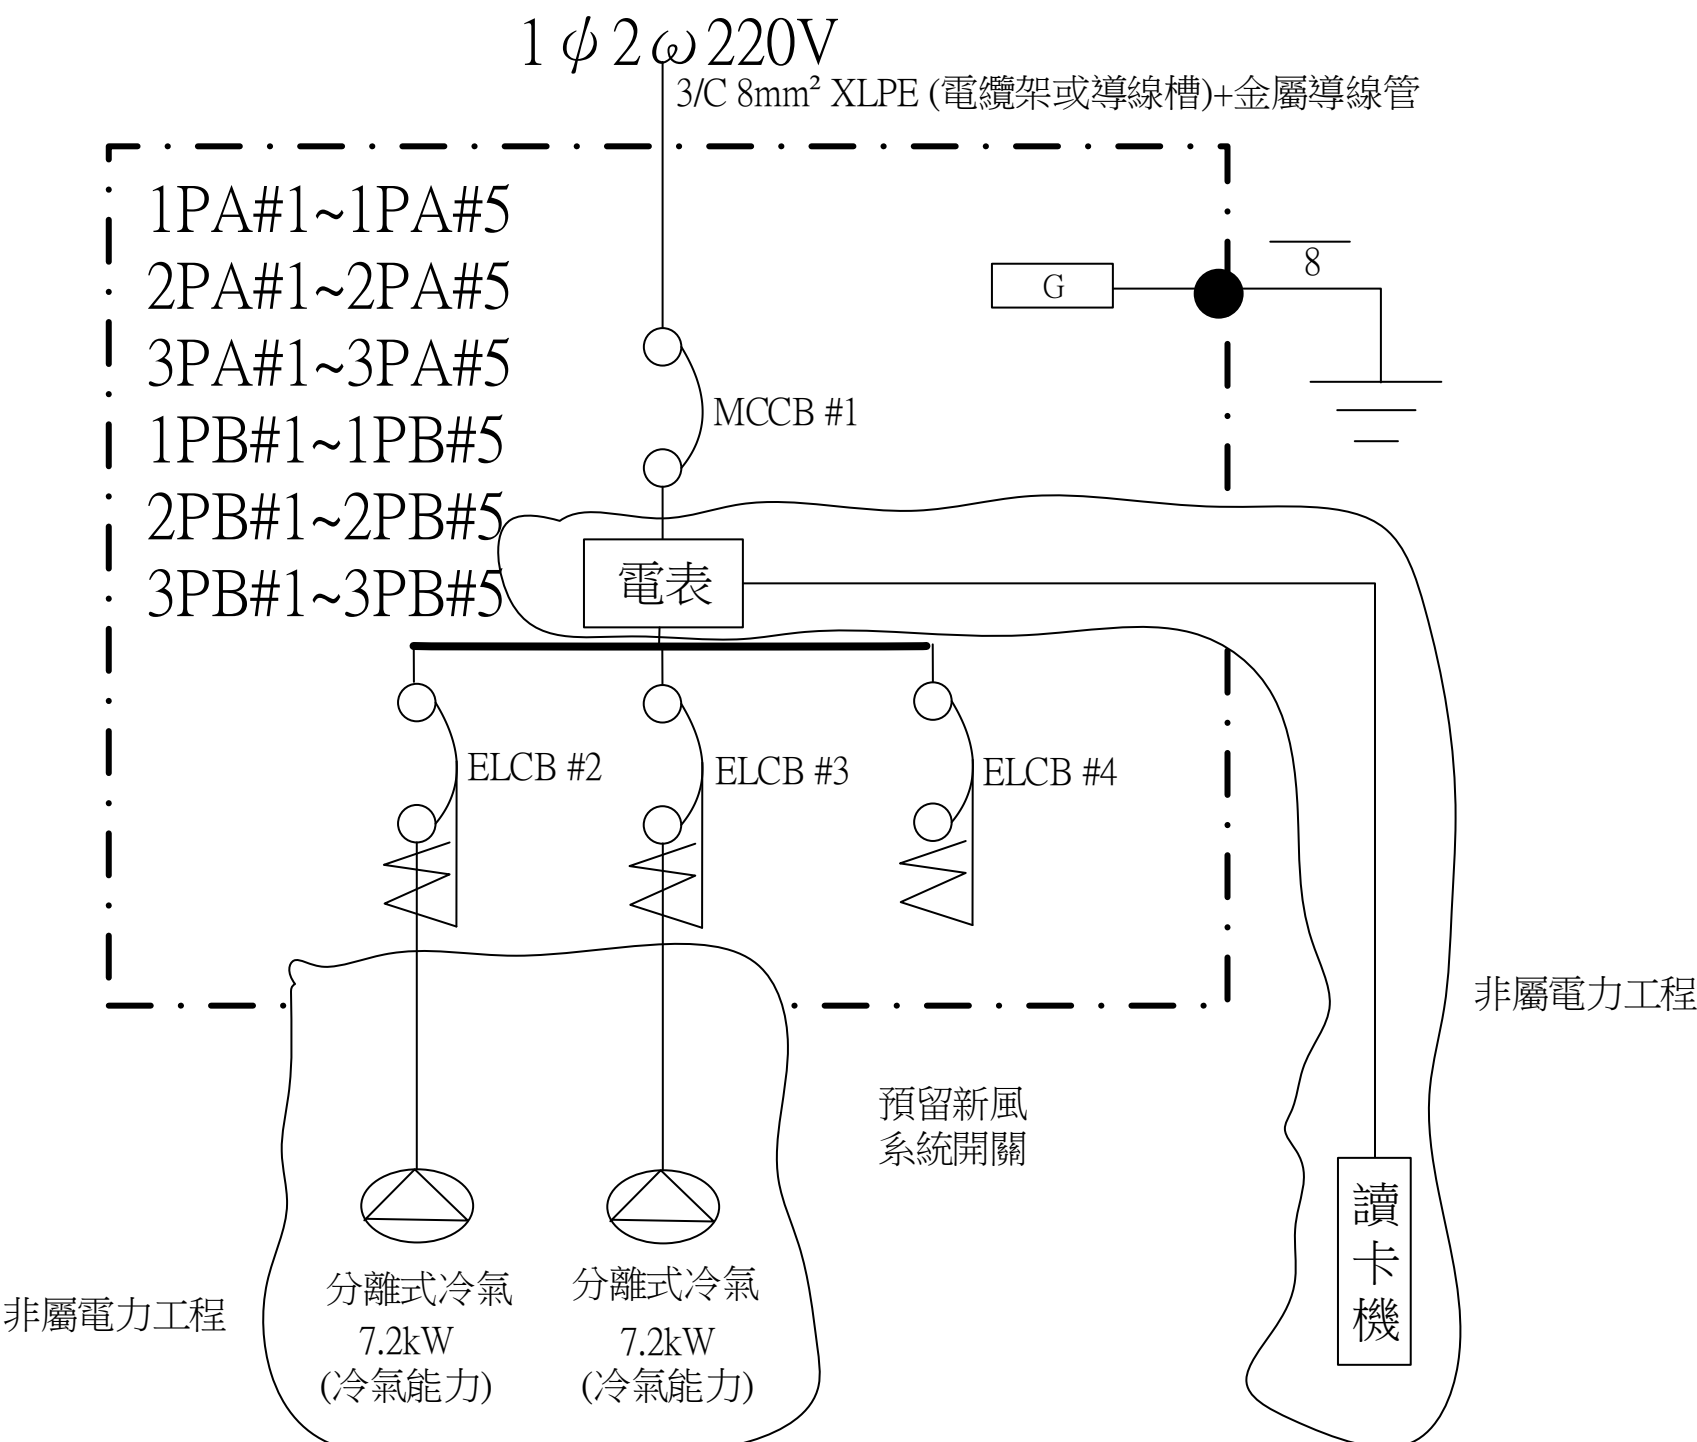 1ϕ2ω220V
3/C 8mm² XLPE (電纜架或導線槽)+金屬導線管
1PA#1~1PA#5
2PA#1~2PA#5
3PA#1~3PA#5
1PB#1~1PB#5
2PB#1~2PB#5
3PB#1~3PB#5
G
8
MCCB #1
電表
ELCB #2
ELCB #3
ELCB #4
非屬電力工程
預留新風
系統開關
讀
卡
機
分離式冷氣
7.2kW
(冷氣能力)
分離式冷氣
7.2kW
(冷氣能力)
非屬電力工程